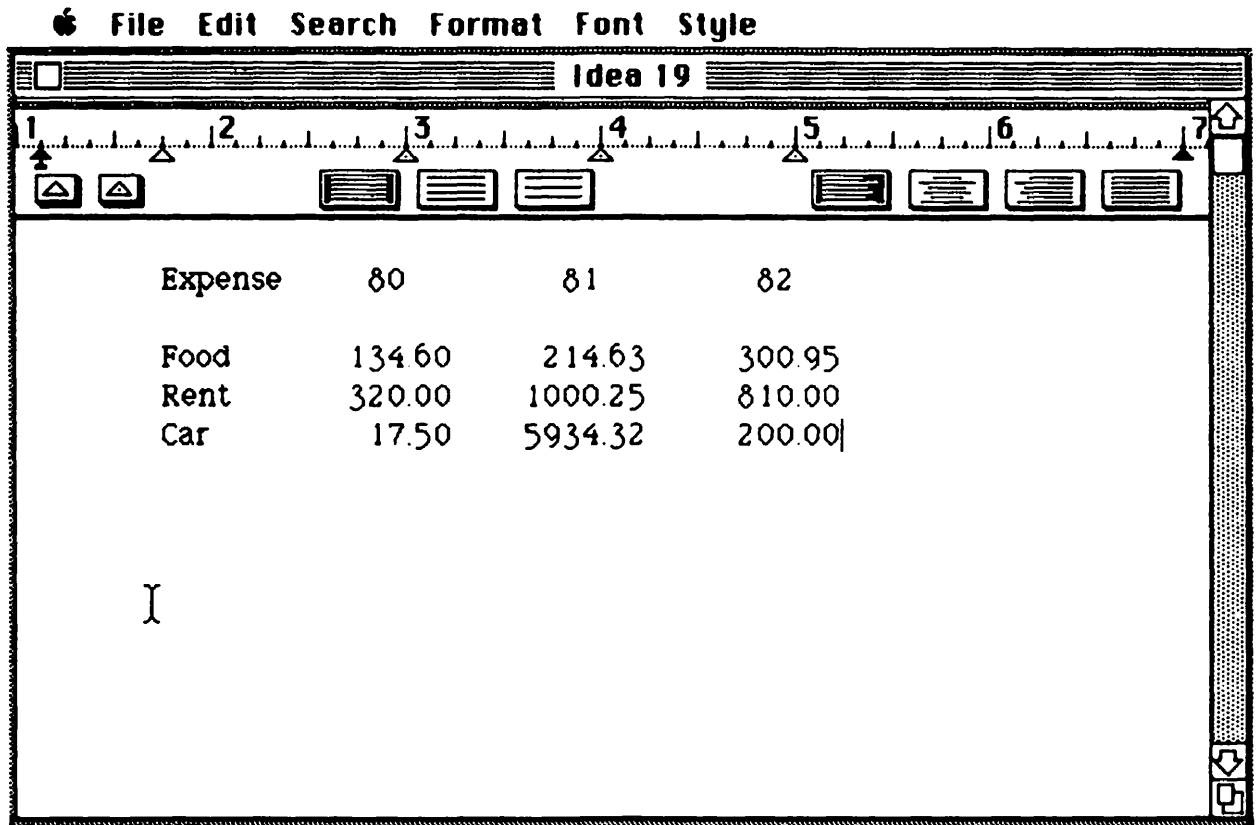 File Edit Search Format Font Style
Idea 19
1 2 3 4 5 6 7
Expense 80 81 82
Food 134.60 214.63 300.95
Rent 320.00 1000.25 810.00
Car 17.50 5934.32 200.00